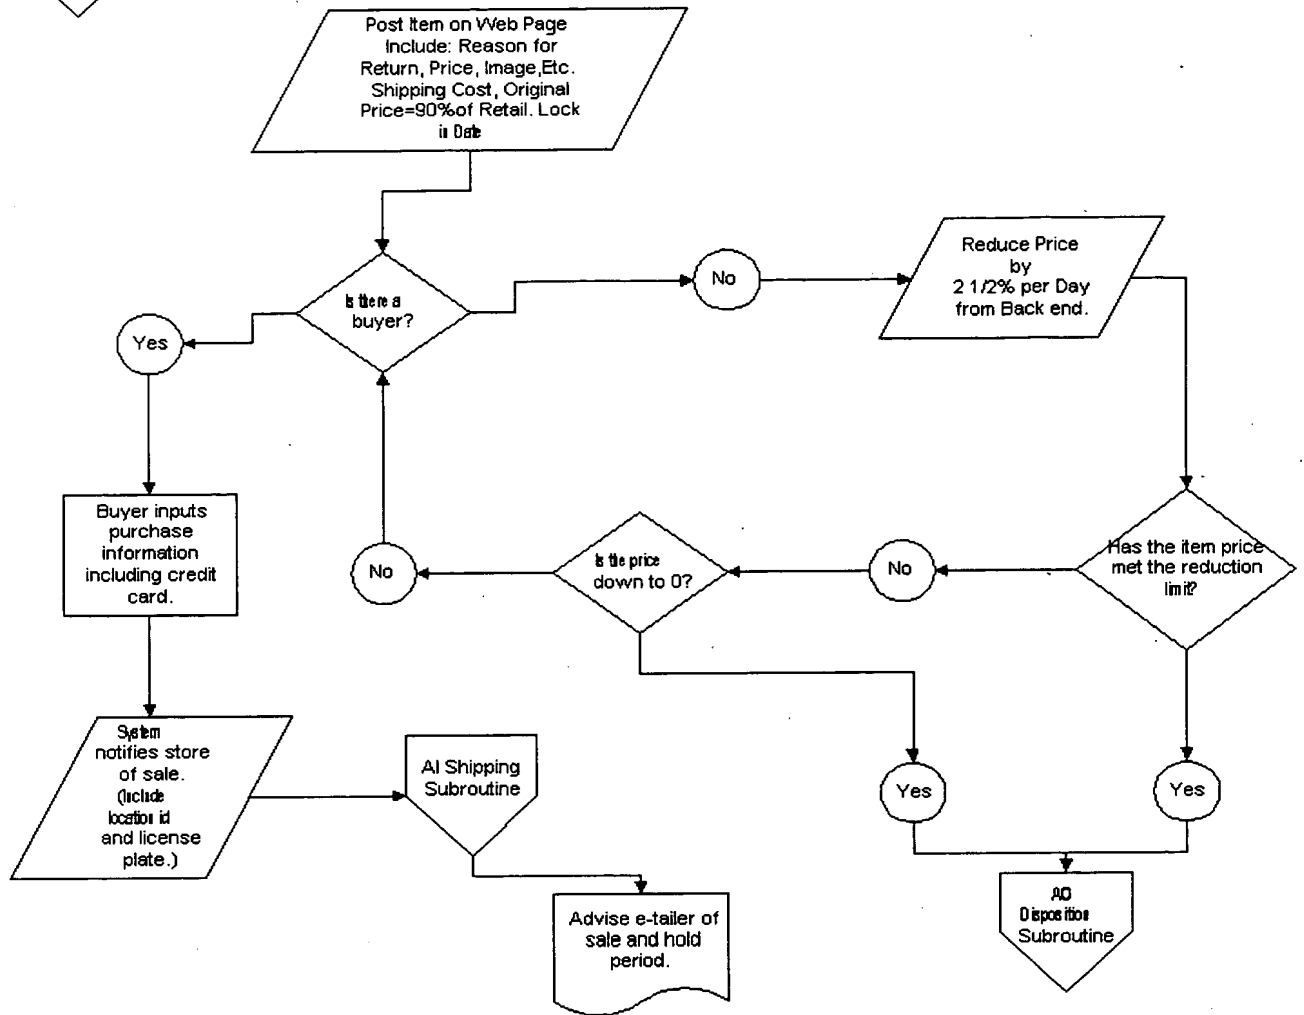 Post Item on Web Page
Include: Reason for
Return, Price, Image,Etc.
Shipping Cost, Original
Price=90%of Retail. Lock
in Date
Is there a
buyer?
No
Reduce Price
by
2 1/2% per Day
from Back end.
Yes
Buyer inputs
purchase
information
including credit
card.
No
Is the price
down to 0?
No
Has the item price
met the reduction
limit?
System
notifies store
of sale.
(Include
location id
and license
plate.)
AI Shipping
Subroutine
Yes
Yes
Advise e-tailer of
sale and hold
period.
Disposition
Subroutine